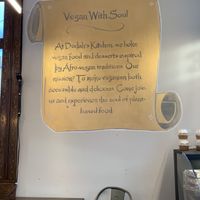 Vegan With Soul
At Dodah's Kitchen, we make
vegan food and desserts inspired
by Afro-vegan traditions. Our
mission? To make veganism both
accessible and delicious. Come join
us and experience the soul of plant-
based food.